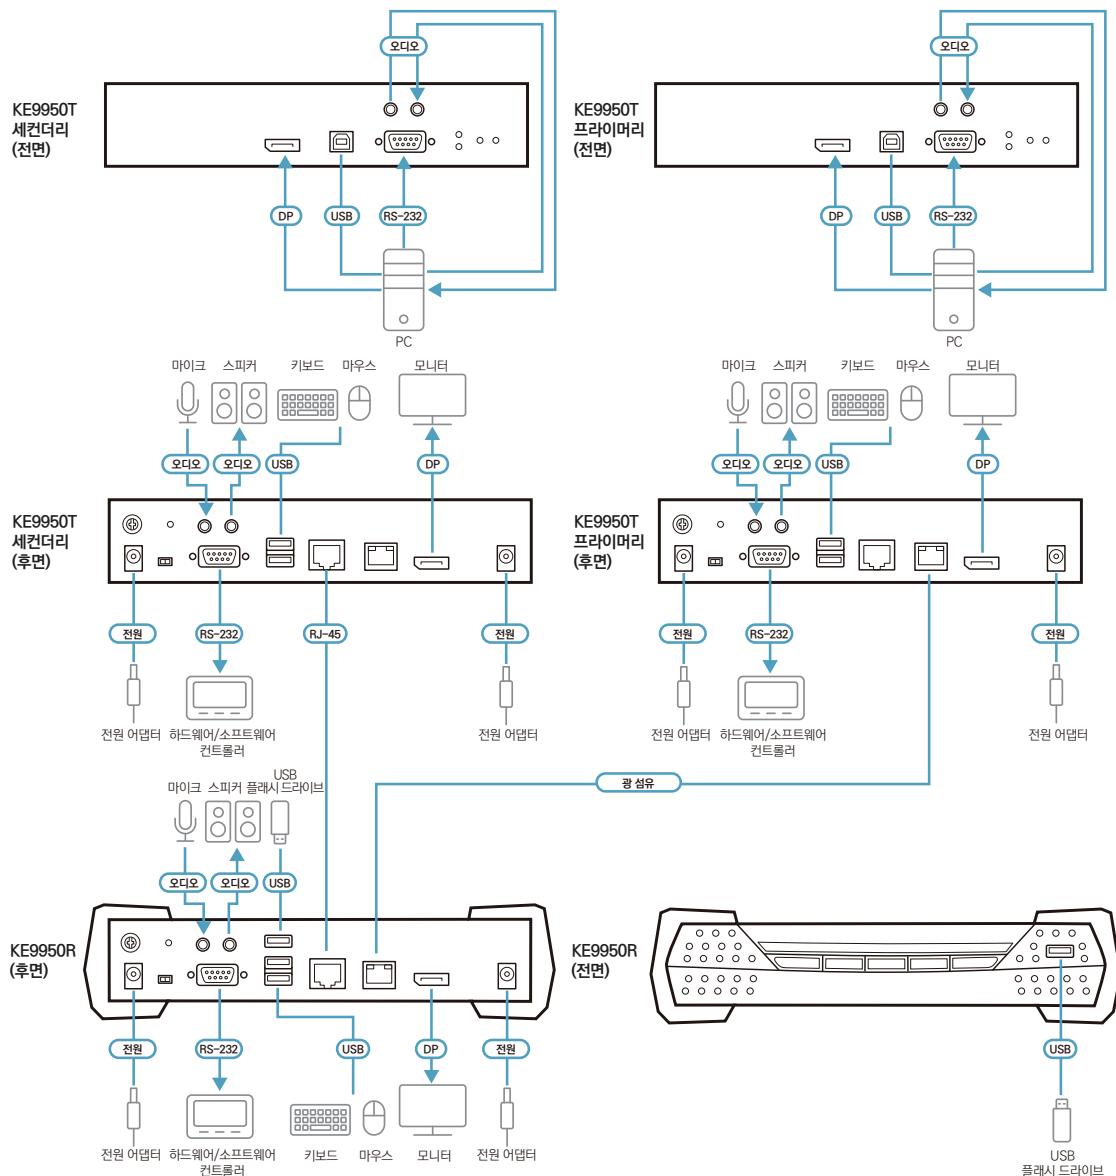 오디오
오디오
KE9950T
세컨더리
(전면)
KE9950T
프라이머리
(전면)
DP
USB
RS-232
DP
USB
RS-232
PC
PC
마이크
스피커
키보드
마우스
모니터
마이크
스피커
키보드
마우스
모니터
오디오
오디오
USB
DP
오디오
오디오
USB
DP
KE9950T
세컨더리
(후면)
KE9950T
프라이머리
(후면)
전원
RS-232
RJ-45
전원
전원
RS-232
전원
전원 어댑터
하드웨어/소프트웨어
컨트롤러
전원 어댑터
전원 어댑터
하드웨어/소프트웨어
컨트롤러
전원 어댑터
광 섬유
마이크
스피커
USB
플래시 드라이브
오디오
오디오
USB
KE9950R
(후면)
KE9950R
(전면)
전원
RS-232
USB
DP
전원
USB
전원 어댑터
하드웨어/소프트웨어
컨트롤러
키보드
마우스
모니터
전원 어댑터
USB
플래시 드라이브